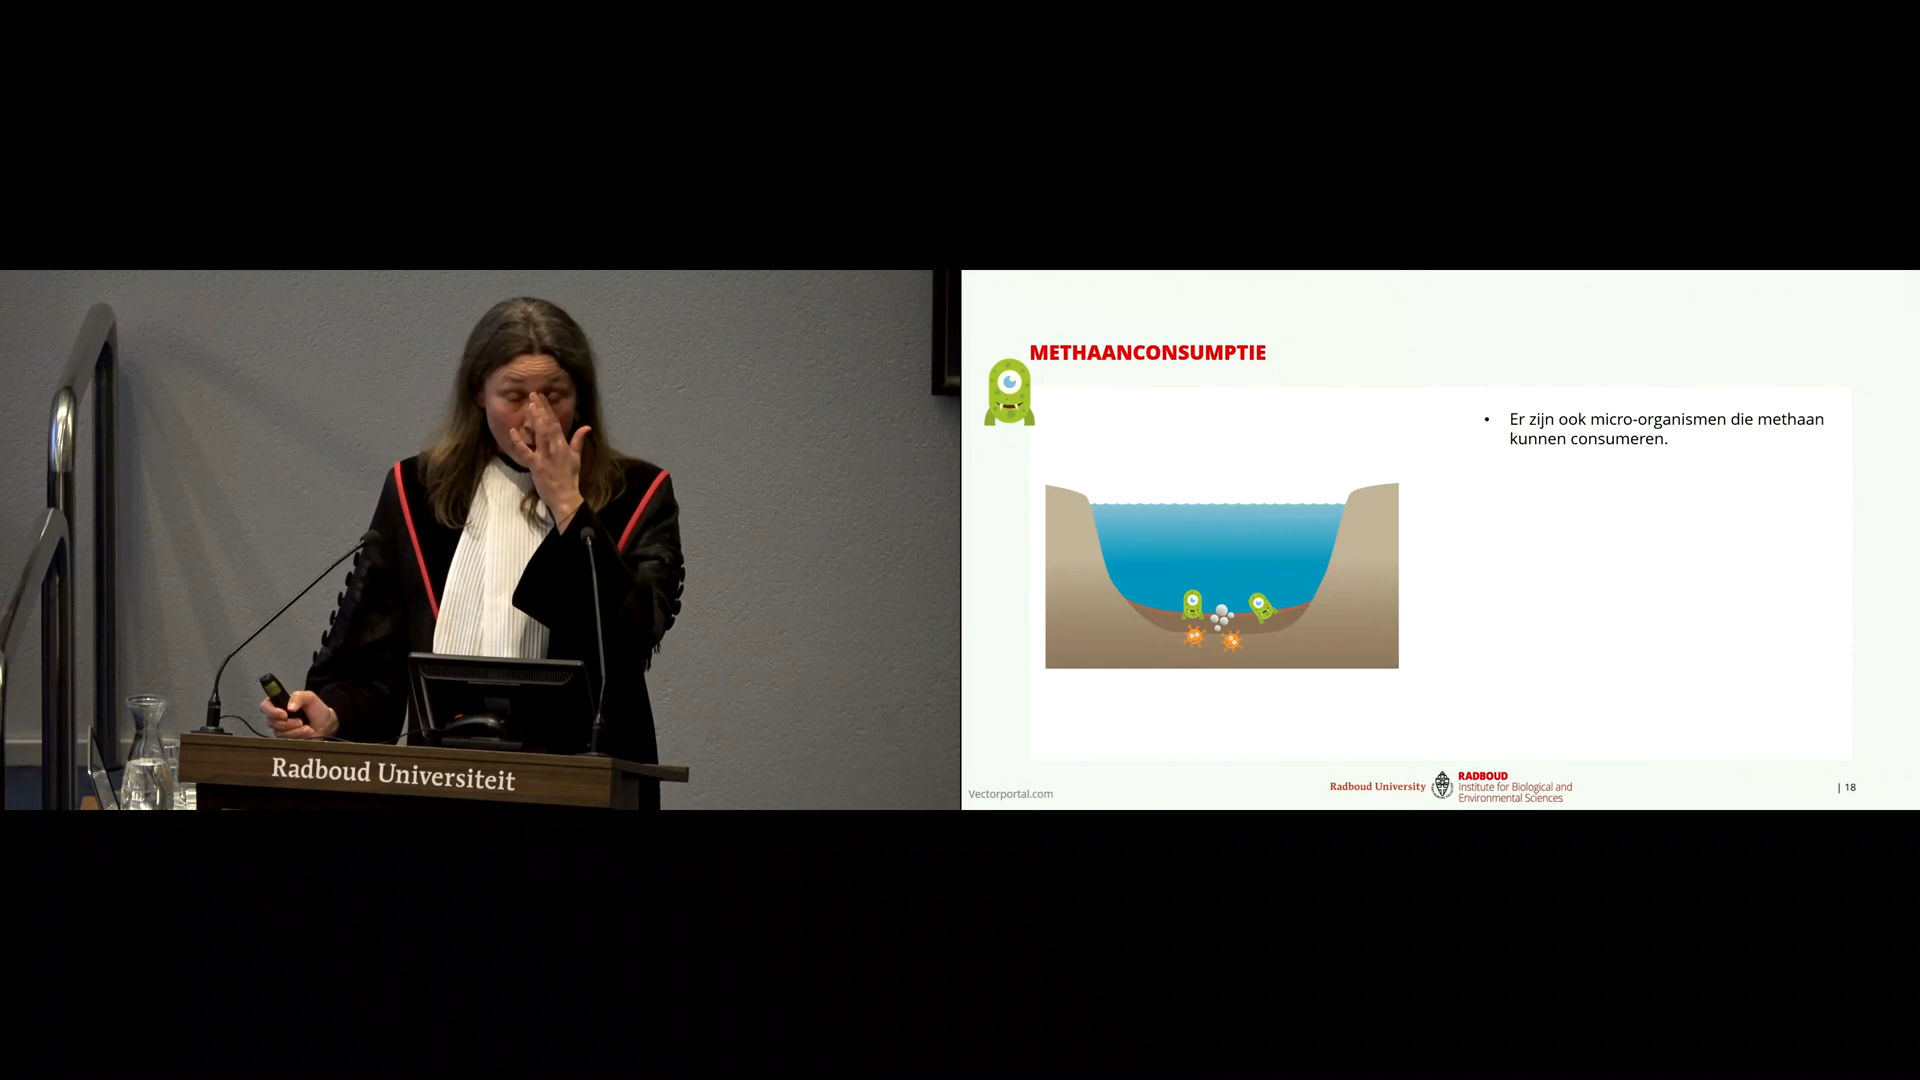 Radboud Universiteit
METHAANCONSUMPTIE
• Er zijn ook micro-organismen die methaan
kunnen consumeren.
Vectorportal.com
Radboud University
RADBOUD
Institute for Biological and
Environmental Sciences
| 18